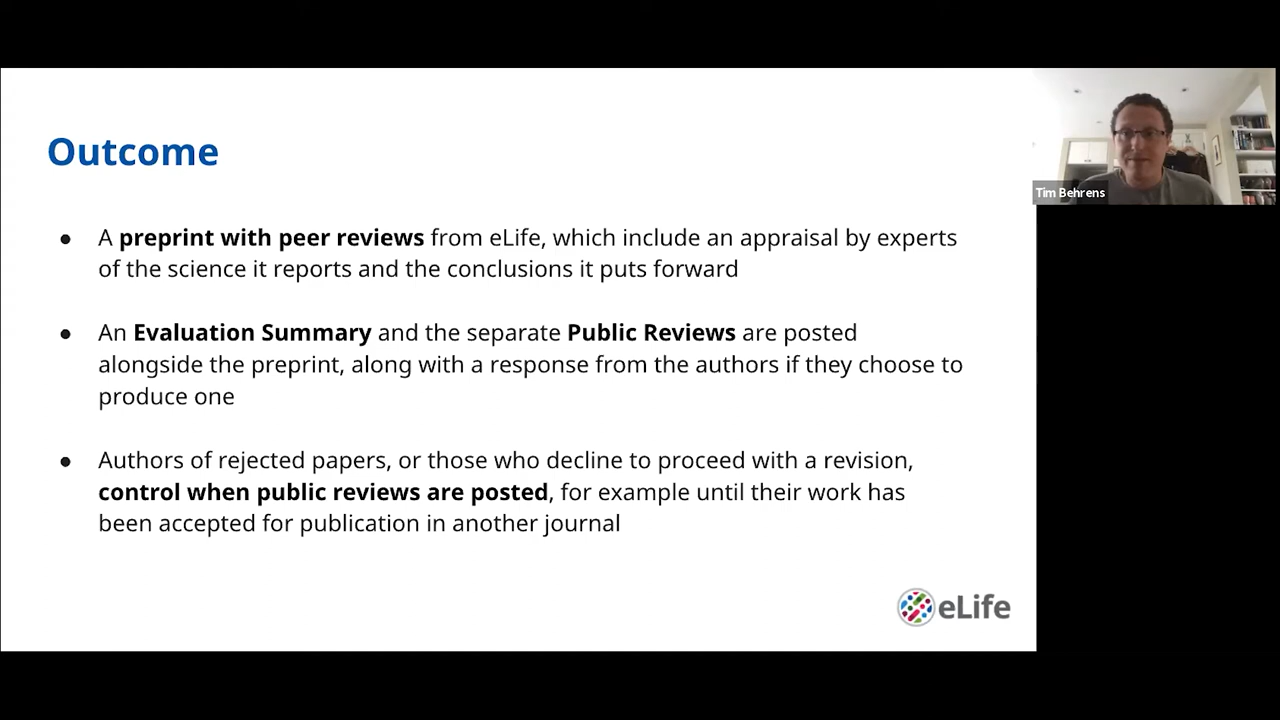 Outcome
● A preprint with peer reviews from eLife, which include an appraisal by experts
of the science it reports and the conclusions it puts forward
● An Evaluation Summary and the separate Public Reviews are posted
alongside the preprint, along with a response from the authors if they choose to
produce one
● Authors of rejected papers, or those who decline to proceed with a revision,
control when public reviews are posted, for example until their work has
been accepted for publication in another journal
eLife
Tim Behrens